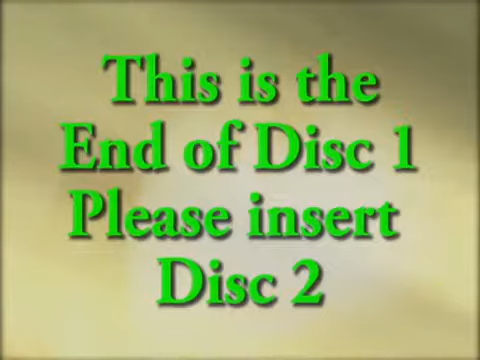 This is the
End of Disc 1
Please insert
Disc 2